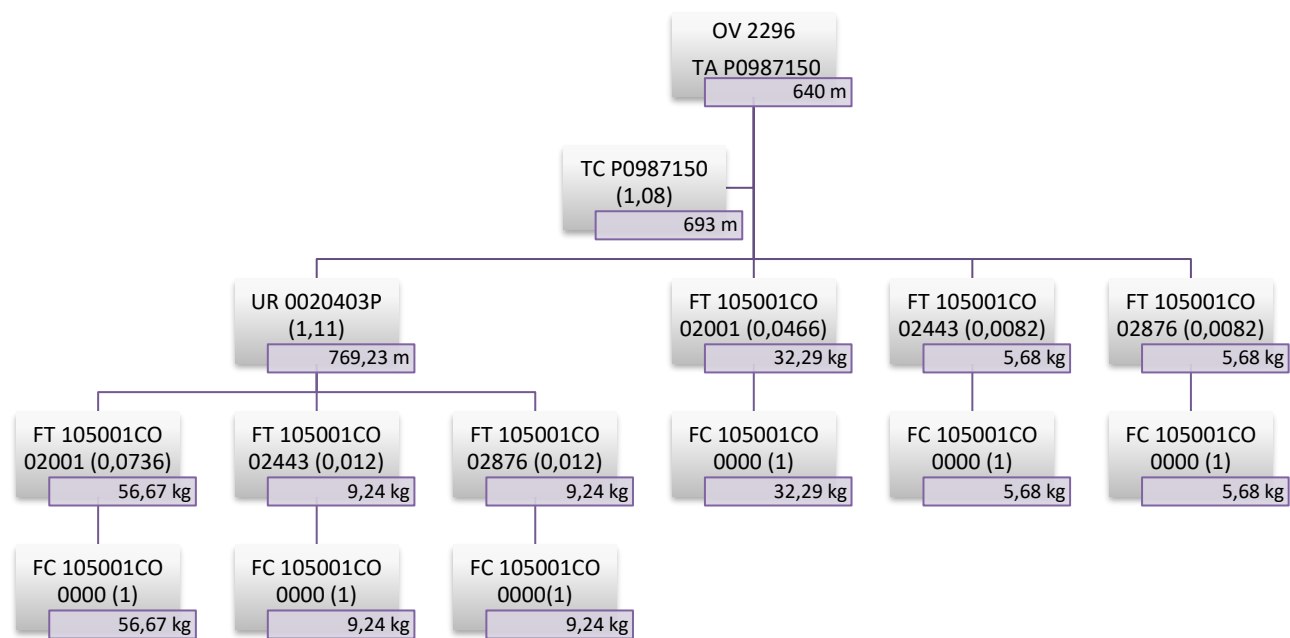 OV 2296
TA P0987150
640 m
TC P0987150
(1,08)
693 m
UR 0020403P
(1,11)
769,23 m
FT 105001CO
02001 (0,0466)
32,29 kg
FT 105001CO
02443 (0,0082)
5,68 kg
FT 105001CO
02876 (0,0082)
5,68 kg
FT 105001CO
02001 (0,0736)
56,67 kg
FT 105001CO
02443 (0,012)
9,24 kg
FT 105001CO
02876 (0,012)
9,24 kg
FC 105001CO
0000 (1)
32,29 kg
FC 105001CO
0000 (1)
5,68 kg
FC 105001CO
0000 (1)
5,68 kg
FC 105001CO
0000 (1)
56,67 kg
FC 105001CO
0000 (1)
9,24 kg
FC 105001CO
0000(1)
9,24 kg